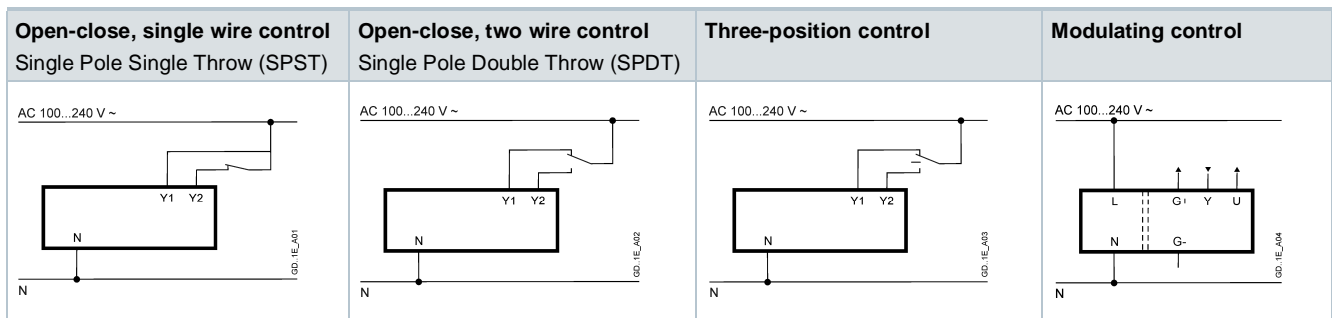 Open-close, single wire control
Single Pole Single Throw (SPST)
Open-close, two wire control
Single Pole Double Throw (SPDT)
Three-position control
Modulating control
AC 100...240 V ~
Y1 Y2
N
N
GD..1E_A01
AC 100...240 V ~
Y1 Y2
N
N
GD..1E_A02
AC 100...240 V ~
Y1 Y2
N
N
GD..1E_A03
AC 100...240 V ~
L G+ Y U
N G-
N
GD..1E_A04